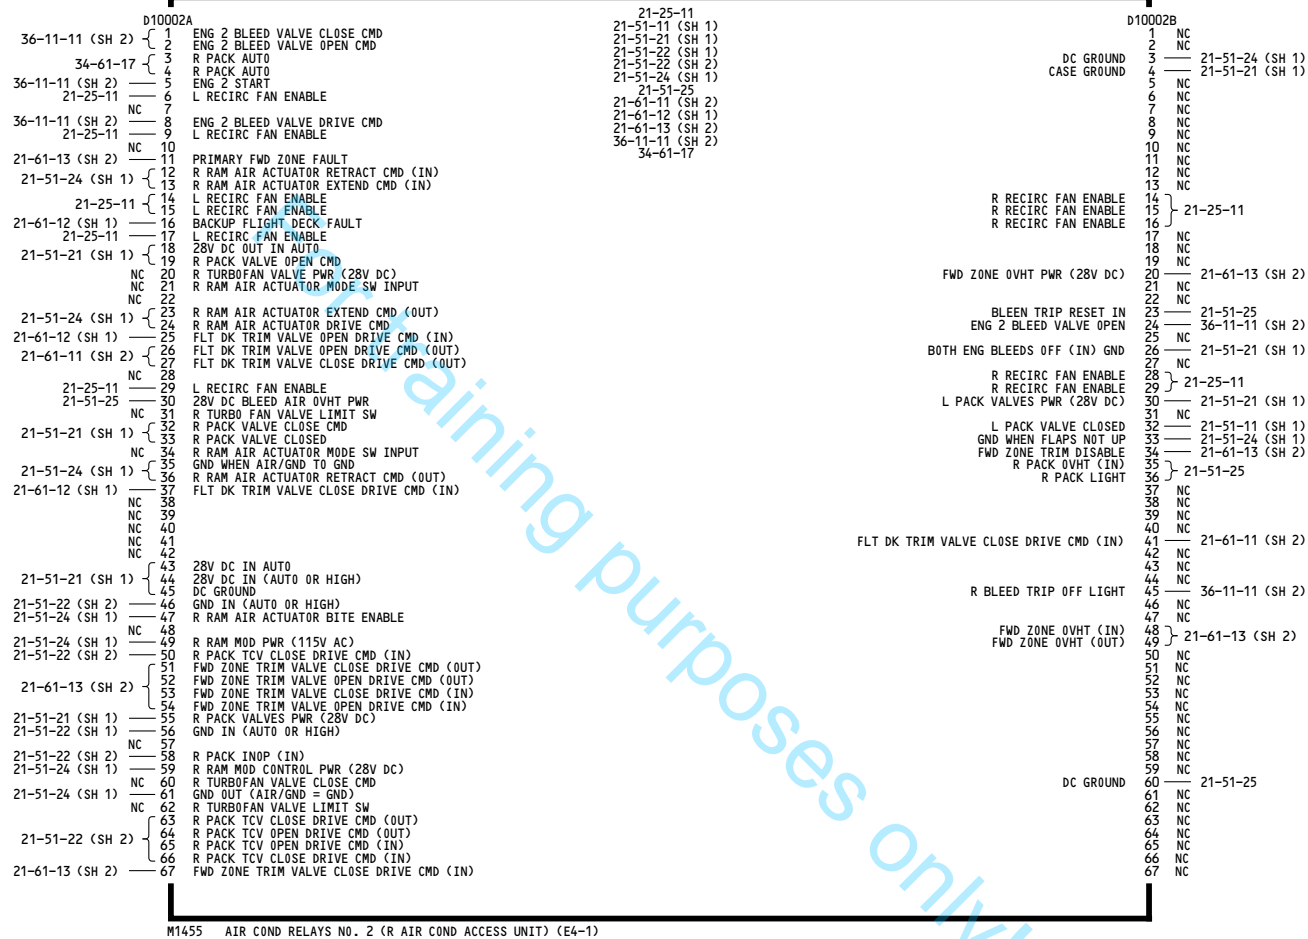 D10002A
36-11-11 (SH 2) 1 ENG 2 BLEED VALVE CLOSE CMD
2 ENG 2 BLEED VALVE OPEN CMD
34-61-17 3 R PACK AUTO
4 R PACK AUTO
36-11-11 (SH 2) 5 ENG 2 START
21-25-11 6 L RECIRC FAN ENABLE
NC 7
36-11-11 (SH 2) 8 ENG 2 BLEED VALVE DRIVE CMD
21-25-11 9 L RECIRC FAN ENABLE
NC 10
21-61-13 (SH 2) 11 PRIMARY FWD ZONE FAULT
21-51-24 (SH 1) 12 R RAM AIR ACTUATOR RETRACT CMD (IN)
13 R RAM AIR ACTUATOR EXTEND CMD (IN)
21-25-11 14 L RECIRC FAN ENABLE
15 L RECIRC FAN ENABLE
21-61-12 (SH 1) 16 BACKUP FLIGHT DECK FAULT
21-25-11 17 L RECIRC FAN ENABLE
21-51-21 (SH 1) 18 28V DC OUT IN AUTO
19 R PACK VALVE OPEN CMD
NC 20 R TURBOFAN VALVE PWR (28V DC)
NC 21 R RAM AIR ACTUATOR MODE SW INPUT
NC 22
21-51-24 (SH 1) 23 R RAM AIR ACTUATOR EXTEND CMD (OUT)
24 R RAM AIR ACTUATOR DRIVE CMD
21-61-12 (SH 1) 25 FLT DK TRIM VALVE OPEN DRIVE CMD (IN)
21-61-11 (SH 2) 26 FLT DK TRIM VALVE OPEN DRIVE CMD (OUT)
27 FLT DK TRIM VALVE CLOSE DRIVE CMD (OUT)
NC 28
21-25-11 29 L RECIRC FAN ENABLE
21-51-25 30 28V DC BLEED AIR OVHT PWR
NC 31 R TURBO FAN VALVE LIMIT SW
21-51-21 (SH 1) 32 R PACK VALVE CLOSE CMD
33 R PACK VALVE CLOSED
NC 34 R RAM AIR ACTUATOR MODE SW INPUT
21-51-24 (SH 1) 35 GND WHEN AIR/GND TO GND
36 R RAM AIR ACTUATOR RETRACT CMD (OUT)
21-61-12 (SH 1) 37 FLT DK TRIM VALVE CLOSE DRIVE CMD (IN)
NC 38
NC 39
NC 40
NC 41
NC 42
21-51-21 (SH 1) 43 28V DC IN AUTO
44 28V DC IN (AUTO OR HIGH)
45 DC GROUND
21-51-22 (SH 2) 46 GND IN (AUTO OR HIGH)
21-51-24 (SH 1) 47 R RAM AIR ACTUATOR BITE ENABLE
NC 48
21-51-24 (SH 1) 49 R RAM MOD PWR (115V AC)
21-51-22 (SH 2) 50 R PACK TCV CLOSE DRIVE CMD (IN)
21-61-13 (SH 2) 51 FWD ZONE TRIM VALVE CLOSE DRIVE CMD (OUT)
52 FWD ZONE TRIM VALVE OPEN DRIVE CMD (OUT)
53 FWD ZONE TRIM VALVE CLOSE DRIVE CMD (IN)
54 FWD ZONE TRIM VALVE OPEN DRIVE CMD (IN)
21-51-21 (SH 1) 55 R PACK VALVES PWR (28V DC)
21-51-22 (SH 1) 56 GND IN (AUTO OR HIGH)
NC 57
21-51-22 (SH 2) 58 R PACK INOP (IN)
21-51-24 (SH 1) 59 R RAM MOD CONTROL PWR (28V DC)
NC 60 R TURBOFAN VALVE CLOSE CMD
21-51-24 (SH 1) 61 GND OUT (AIR/GND = GND)
NC 62 R TURBOFAN VALVE LIMIT SW
21-51-22 (SH 2) 63 R PACK TCV CLOSE DRIVE CMD (OUT)
64 R PACK TCV OPEN DRIVE CMD (OUT)
65 R PACK TCV OPEN DRIVE CMD (IN)
66 R PACK TCV CLOSE DRIVE CMD (IN)
21-61-13 (SH 2) 67 FWD ZONE TRIM VALVE CLOSE DRIVE CMD (IN)
21-25-11
21-51-11 (SH 1)
21-51-21 (SH 1)
21-51-22 (SH 1)
21-51-22 (SH 2)
21-51-24 (SH 1)
21-51-25
21-61-11 (SH 2)
21-61-12 (SH 1)
21-61-13 (SH 2)
36-11-11 (SH 2)
34-61-17
D10002B
1 NC
2 NC
DC GROUND 3 21-51-24 (SH 1)
CASE GROUND 4 21-51-21 (SH 1)
5 NC
6 NC
7 NC
8 NC
9 NC
10 NC
11 NC
12 NC
13 NC
R RECIRC FAN ENABLE 14
R RECIRC FAN ENABLE 15 21-25-11
R RECIRC FAN ENABLE 16
17 NC
18 NC
19 NC
FWD ZONE OVHT PWR (28V DC) 20 21-61-13 (SH 2)
21 NC
22 NC
BLEEN TRIP RESET IN 23 21-51-25
ENG 2 BLEED VALVE OPEN 24 36-11-11 (SH 2)
25 NC
BOTH ENG BLEEDS OFF (IN) GND 26 21-51-21 (SH 1)
27 NC
R RECIRC FAN ENABLE 28 21-25-11
R RECIRC FAN ENABLE 29
L PACK VALVES PWR (28V DC) 30 21-51-21 (SH 1)
31 NC
L PACK VALVE CLOSED 32 21-51-11 (SH 1)
GND WHEN FLAPS NOT UP 33 21-51-24 (SH 1)
FWD ZONE TRIM DISABLE 34 21-61-13 (SH 2)
R PACK OVHT (IN) 35 21-51-25
R PACK LIGHT 36
37 NC
38 NC
39 NC
40 NC
FLT DK TRIM VALVE CLOSE DRIVE CMD (IN) 41 21-61-11 (SH 2)
42 NC
43 NC
44 NC
R BLEED TRIP OFF LIGHT 45 36-11-11 (SH 2)
46 NC
47 NC
FWD ZONE OVHT (IN) 48 21-61-13 (SH 2)
FWD ZONE OVHT (OUT) 49
50 NC
51 NC
52 NC
53 NC
54 NC
55 NC
56 NC
57 NC
58 NC
59 NC
DC GROUND 60 21-51-25
61 NC
62 NC
63 NC
64 NC
65 NC
66 NC
67 NC
M1455 AIR COND RELAYS NO. 2 (R AIR COND ACCESS UNIT) (E4-1)
For training purposes only!